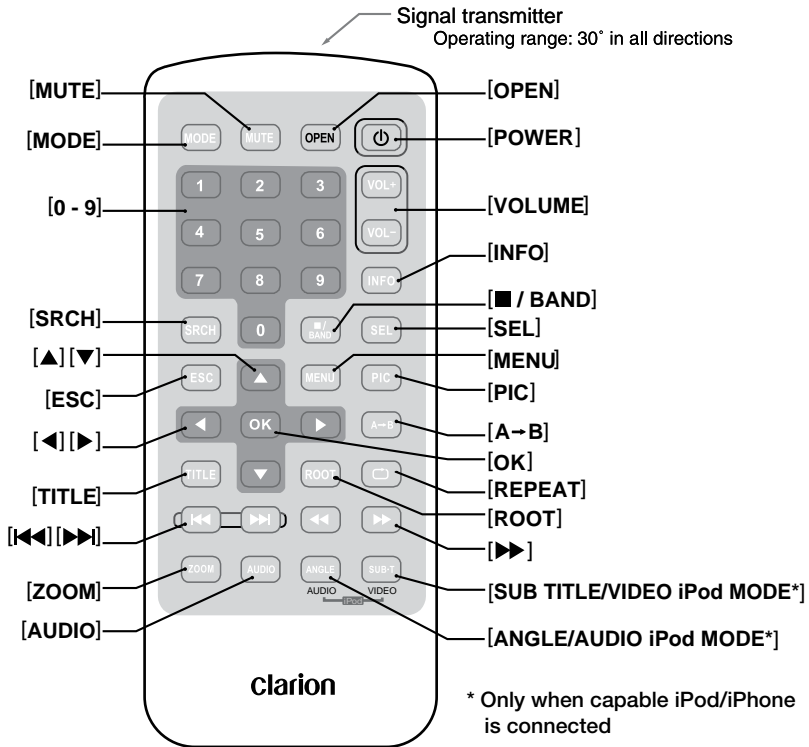 Signal transmitter
Operating range: 30˚ in all directions
[MUTE]
[MODE]
[0 - 9]
[SRCH]
[▲][▼]
[ESC]
[◀][▶]
[TITLE]
[|◀◀][▶▶|]
[ZOOM]
[AUDIO]
MODE MUTE OPEN
1 2 3 VOL+
4 5 6 VOL−
7 8 9 INFO
SRCH 0 ■/BAND SEL
ESC ▲ MENU PIC
◀ OK ▶ A→B
TITLE ▼ ROOT
|◀◀ ▶▶| ◀◀ ▶▶
ZOOM AUDIO ANGLE SUB-T
AUDIO VIDEO
iPod
clarion
[OPEN]
[POWER]
[VOLUME]
[INFO]
[■ / BAND]
[SEL]
[MENU]
[PIC]
[A→B]
[OK]
[REPEAT]
[ROOT]
[▶▶]
[SUB TITLE/VIDEO iPod MODE*]
[ANGLE/AUDIO iPod MODE*]
* Only when capable iPod/iPhone
is connected